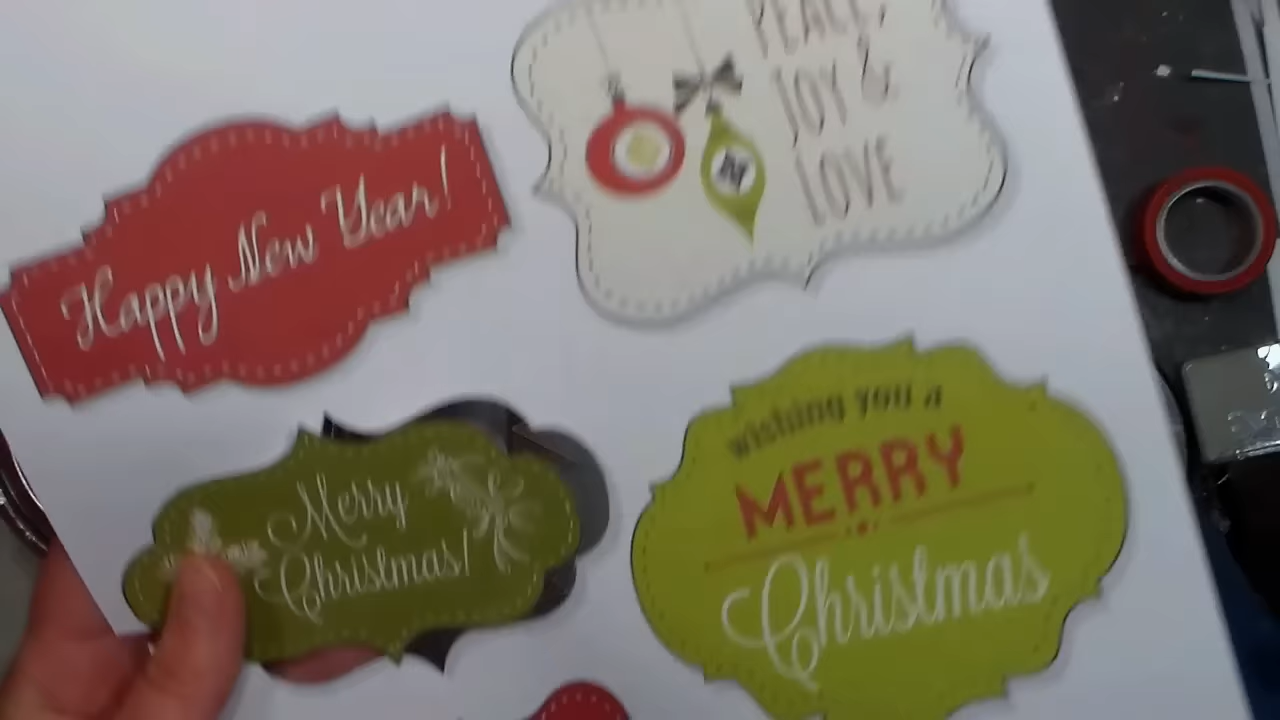 PEACE,
JOY &
LOVE
Happy New Year!
wishing you a
MERRY
Christmas
Merry
Christmas!